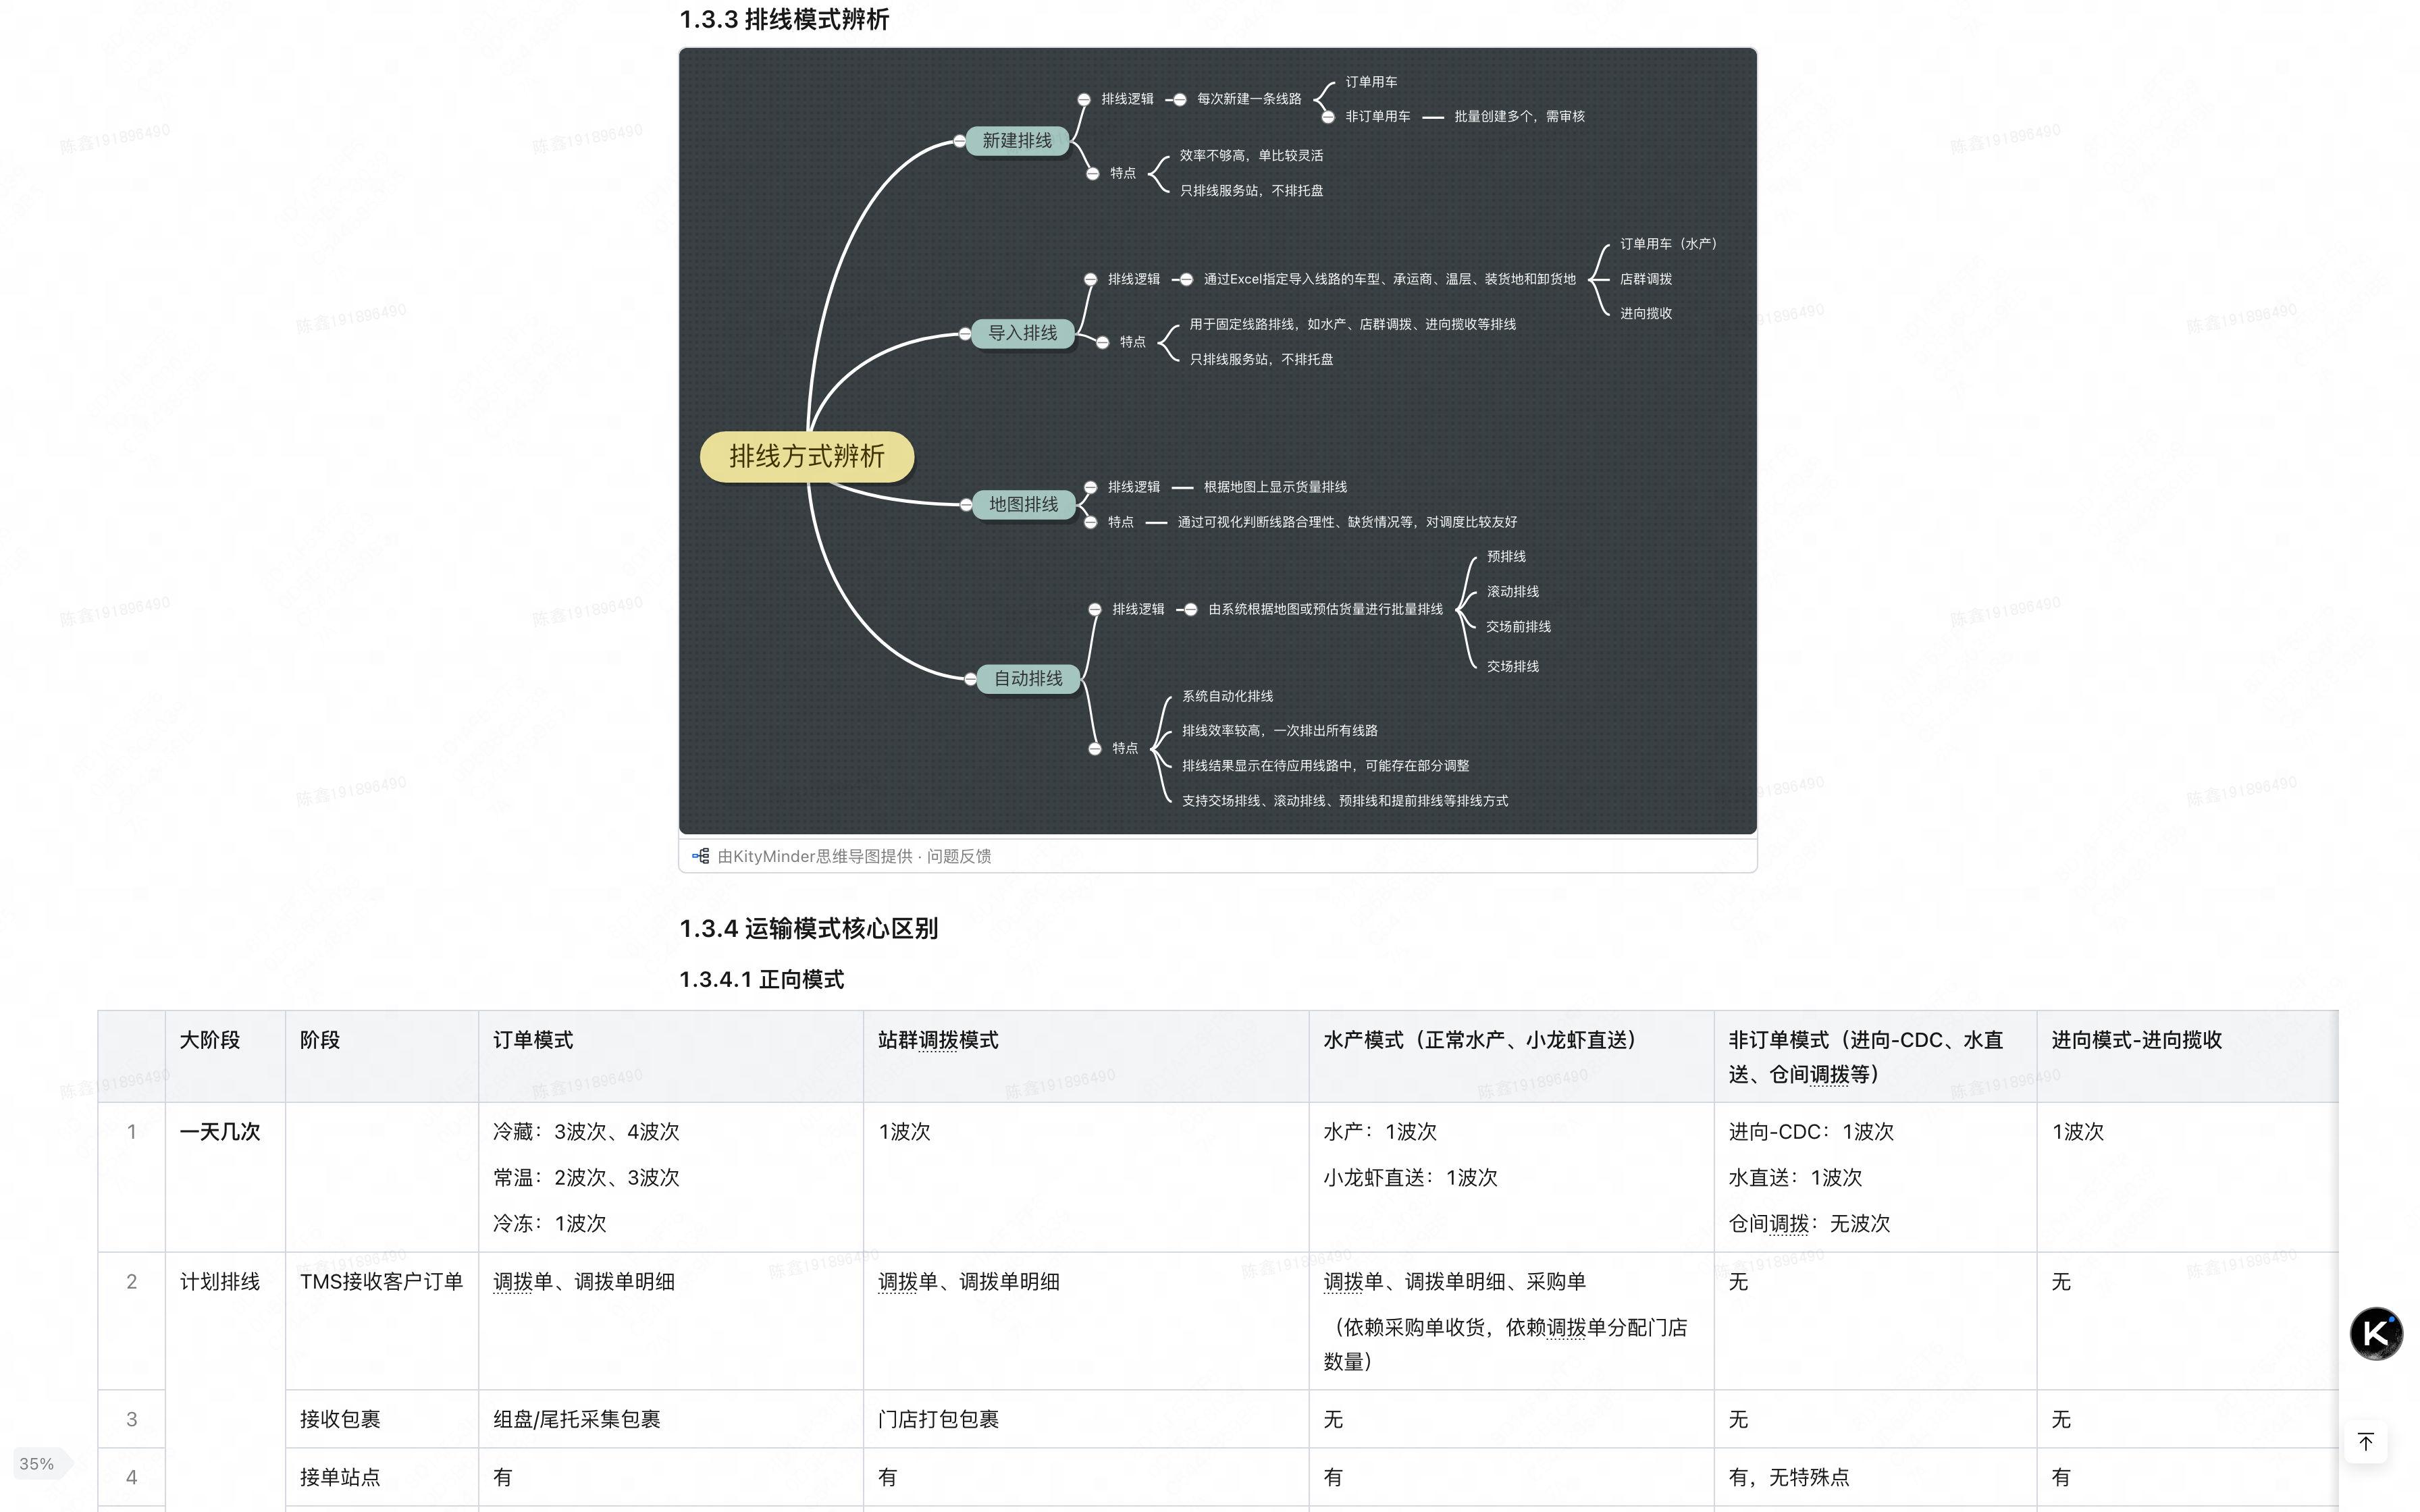 1.3.3 排线模式辨析
排线方式辨析
新建排线
排线逻辑
每次新建一条线路
订单用车
非订单用车
批量创建多个，需审核
特点
效率不够高，单比较灵活
只排线服务站，不排托盘
导入排线
排线逻辑
通过Excel指定导入线路的车型、承运商、温层、装货地和卸货地
订单用车（水产）
店群调拨
进向揽收
特点
用于固定线路排线，如水产、店群调拨、进向揽收等排线
只排线服务站，不排托盘
地图排线
排线逻辑
根据地图上显示货量排线
特点
通过可视化判断线路合理性、缺货情况等，对调度比较友好
自动排线
排线逻辑
由系统根据地图或预估货量进行批量排线
预排线
滚动排线
交场前排线
交场排线
特点
系统自动化排线
排线效率较高，一次排出所有线路
排线结果显示在待应用线路中，可能存在部分调整
支持交场排线、滚动排线、预排线和提前排线等排线方式
由KityMinder思维导图提供 · 问题反馈
1.3.4 运输模式核心区别
1.3.4.1 正向模式
大阶段
阶段
订单模式
站群调拨模式
水产模式（正常水产、小龙虾直送）
非订单模式（进向-CDC、水直
送、仓间调拨等）
进向模式-进向揽收
1
一天几次
冷藏：3波次、4波次
常温：2波次、3波次
冷冻：1波次
1波次
水产：1波次
小龙虾直送：1波次
进向-CDC：1波次
水直送：1波次
仓间调拨：无波次
1波次
2
计划排线
TMS接收客户订单
调拨单、调拨单明细
调拨单、调拨单明细
调拨单、调拨单明细、采购单
（依赖采购单收货，依赖调拨单分配门店
数量）
无
无
3
接收包裹
组盘/尾托采集包裹
门店打包包裹
无
无
无
4
接单站点
有
有
有
有，无特殊点
有
35%
K
陈鑫191896490